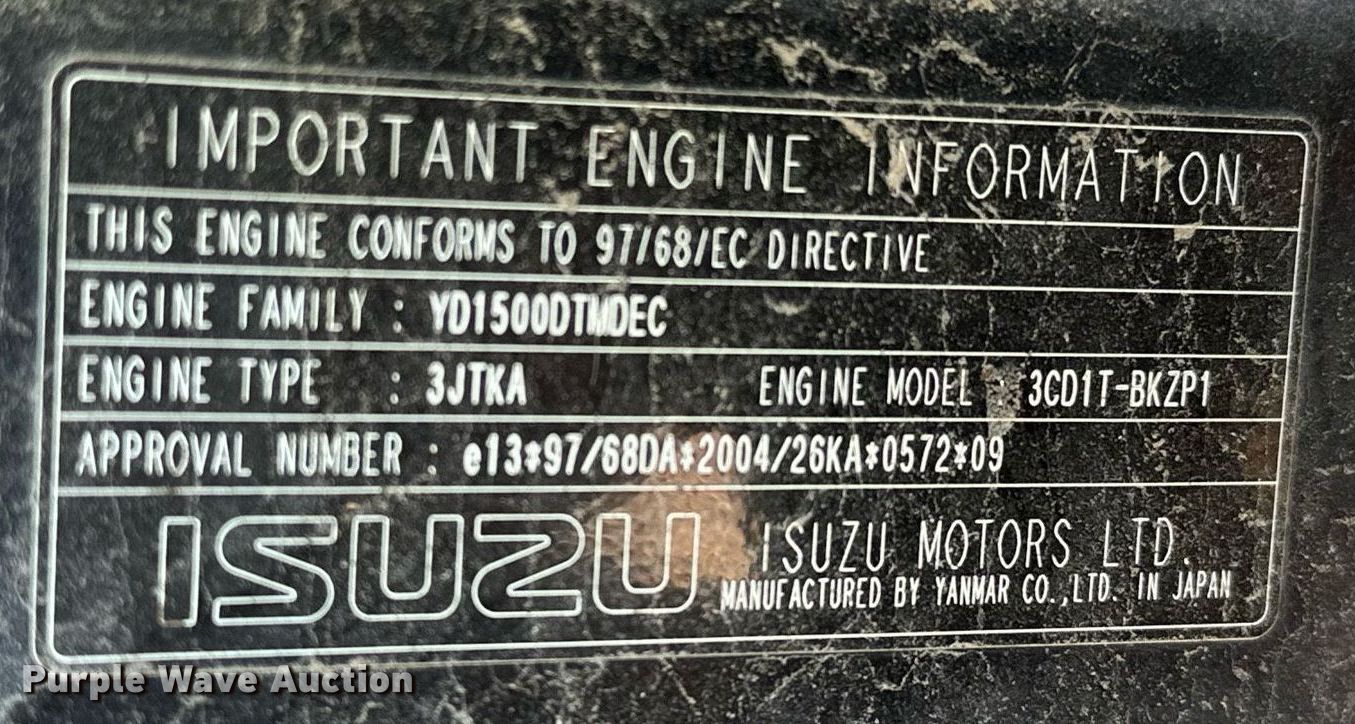 IMPORTANT ENGINE INFORMATION
THIS ENGINE CONFORMS TO 97/68/EC DIRECTIVE
ENGINE FAMILY : YD1500DTMDEC
ENGINE TYPE : 3JTKA ENGINE MODEL : 3CD1T-BKZP1
APPROVAL NUMBER : e13*97/68DA*2004/26KA*0572*09
ISUZU ISUZU MOTORS LTD.
MANUFACTURED BY YANMAR CO.,LTD. IN JAPAN
Purple Wave Auction